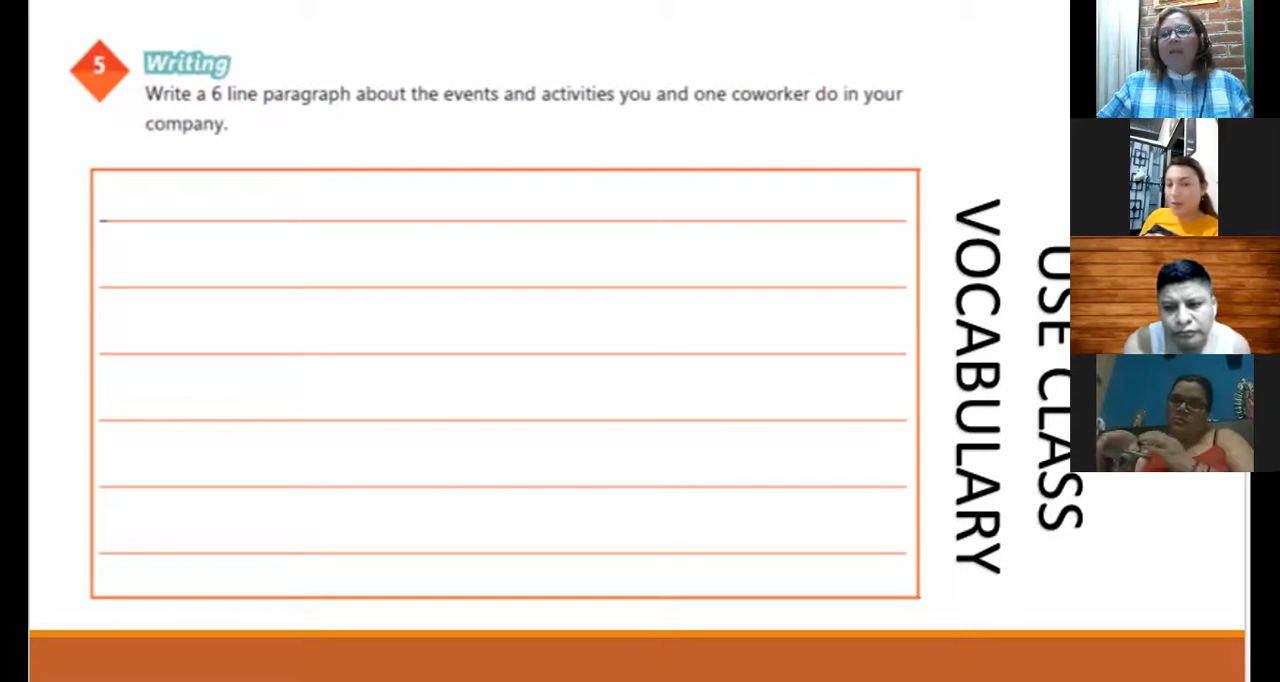 5
Writing
Write a 6 line paragraph about the events and activities you and one coworker do in your
company.
USE CLASS
VOCABULARY